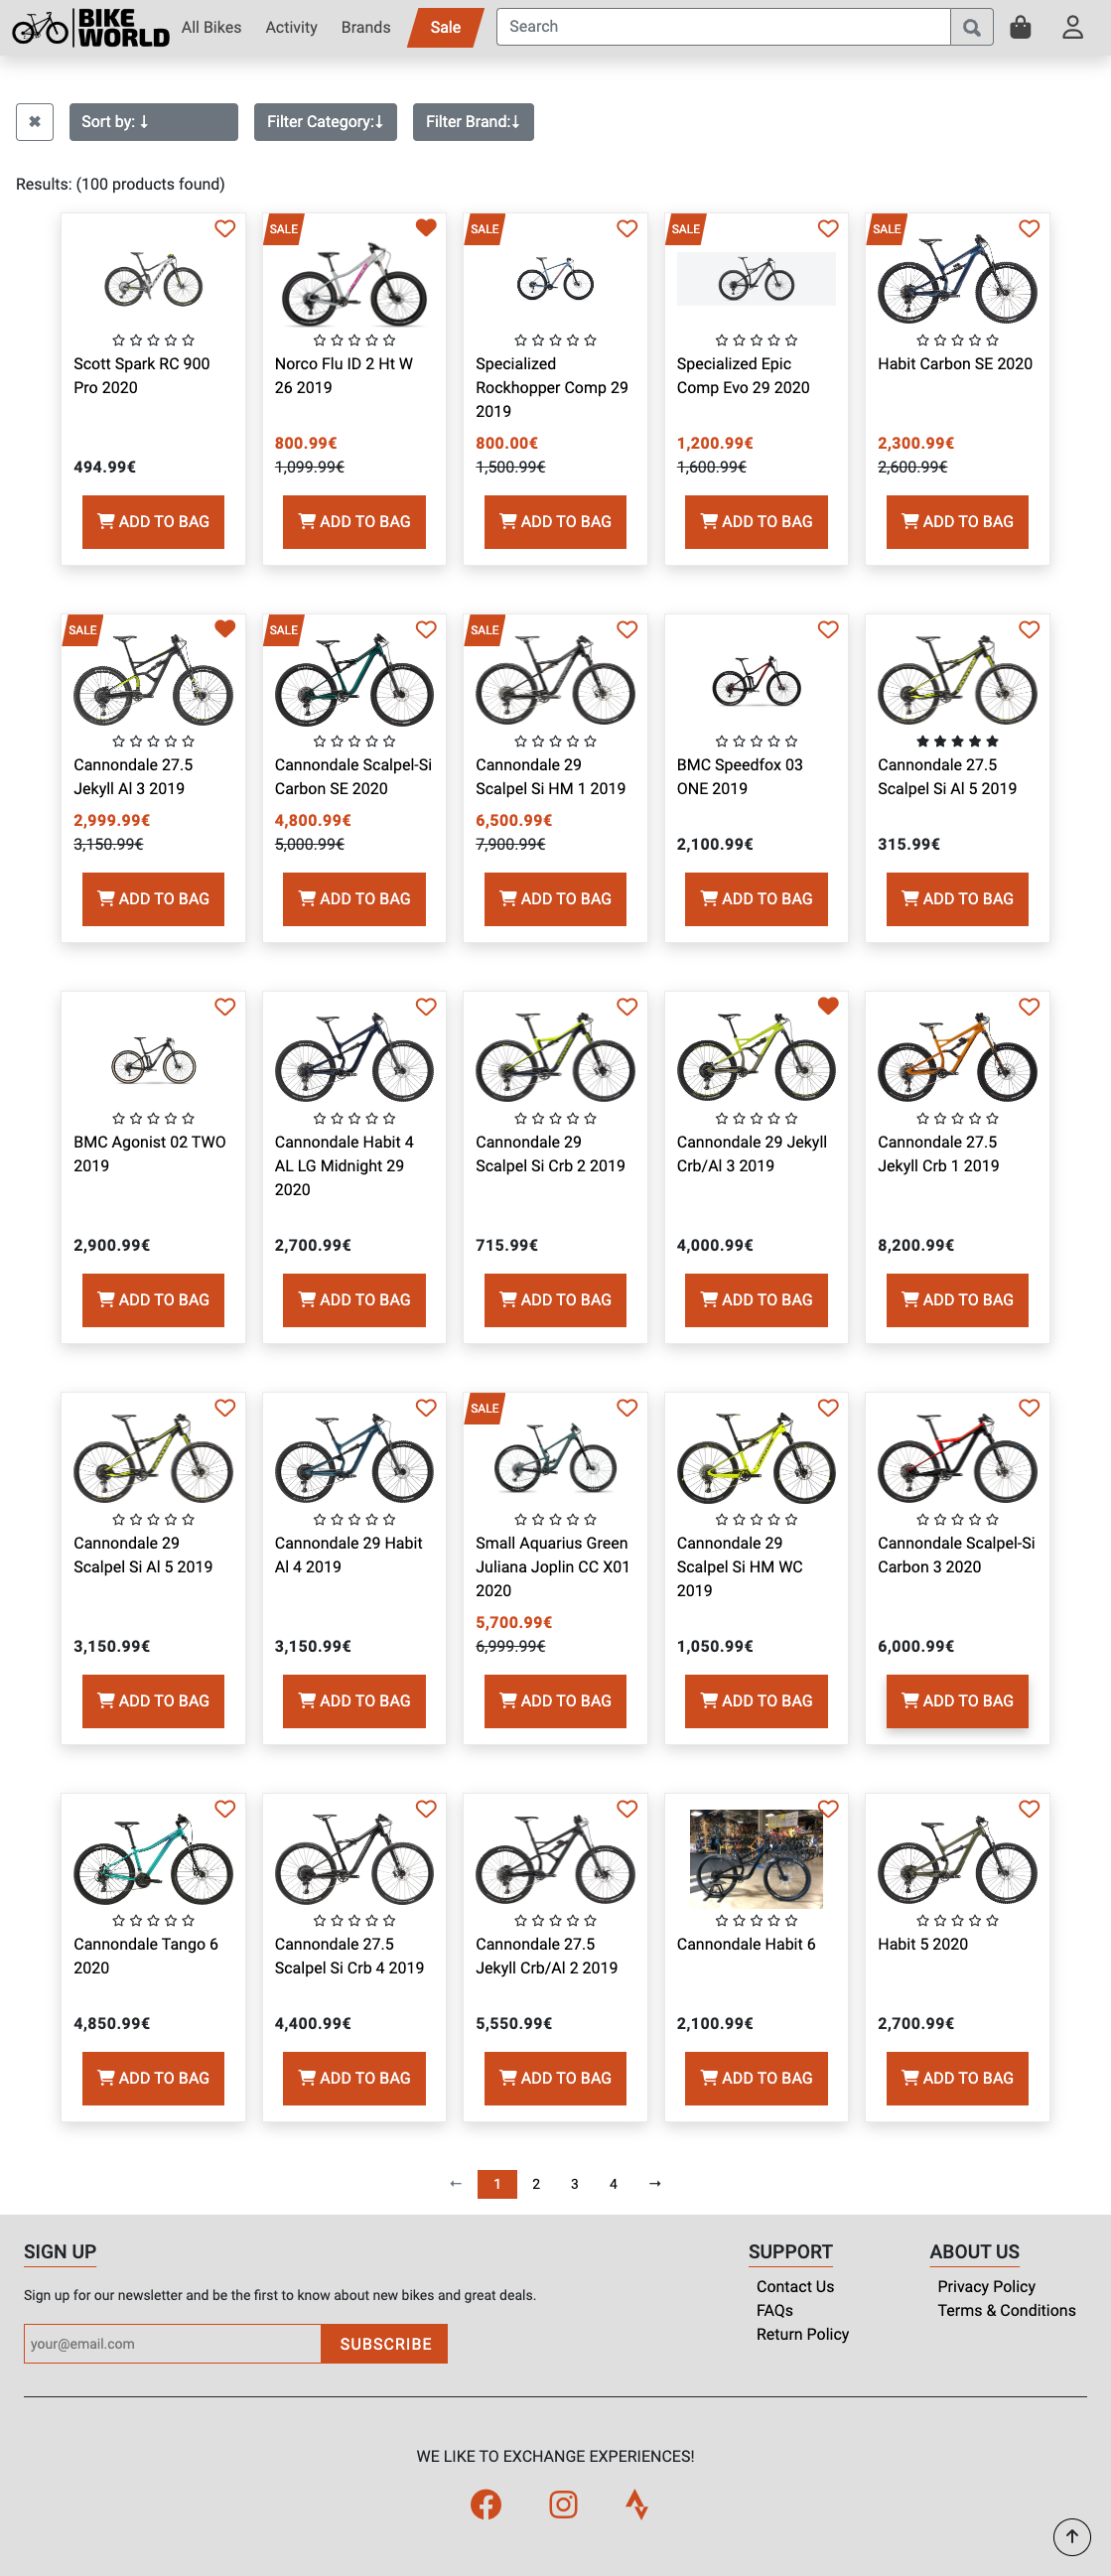 BIKE
WORLD
All Bikes Activity Brands Sale Search
✖ Sort by: ↓ Filter Category:↓ Filter Brand:↓
Results: (100 products found)
SALE SALE SALE SALE
Scott Spark RC 900 Pro 2020
494.99€
ADD TO BAG
Norco Flu ID 2 Ht W 26 2019
800.99€
1,099.99€
ADD TO BAG
Specialized Rockhopper Comp 29 2019
800.00€
1,500.99€
ADD TO BAG
Specialized Epic Comp Evo 29 2020
1,200.99€
1,600.99€
ADD TO BAG
Habit Carbon SE 2020
2,300.99€
2,600.99€
ADD TO BAG
SALE SALE SALE
Cannondale 27.5 Jekyll Al 3 2019
2,999.99€
3,150.99€
ADD TO BAG
Cannondale Scalpel-Si Carbon SE 2020
4,800.99€
5,000.99€
ADD TO BAG
Cannondale 29 Scalpel Si HM 1 2019
6,500.99€
7,900.99€
ADD TO BAG
BMC Speedfox 03 ONE 2019
2,100.99€
ADD TO BAG
Cannondale 27.5 Scalpel Si Al 5 2019
315.99€
ADD TO BAG
BMC Agonist 02 TWO 2019
2,900.99€
ADD TO BAG
Cannondale Habit 4 AL LG Midnight 29 2020
2,700.99€
ADD TO BAG
Cannondale 29 Scalpel Si Crb 2 2019
715.99€
ADD TO BAG
Cannondale 29 Jekyll Crb/Al 3 2019
4,000.99€
ADD TO BAG
Cannondale 27.5 Jekyll Crb 1 2019
8,200.99€
ADD TO BAG
Cannondale 29 Scalpel Si Al 5 2019
3,150.99€
ADD TO BAG
Cannondale 29 Habit Al 4 2019
3,150.99€
ADD TO BAG
SALE
Small Aquarius Green Juliana Joplin CC X01 2020
5,700.99€
6,999.99€
ADD TO BAG
Cannondale 29 Scalpel Si HM WC 2019
1,050.99€
ADD TO BAG
Cannondale Scalpel-Si Carbon 3 2020
6,000.99€
ADD TO BAG
Cannondale Tango 6 2020
4,850.99€
ADD TO BAG
Cannondale 27.5 Scalpel Si Crb 4 2019
4,400.99€
ADD TO BAG
Cannondale 27.5 Jekyll Crb/Al 2 2019
5,550.99€
ADD TO BAG
Cannondale Habit 6
2,100.99€
ADD TO BAG
Habit 5 2020
2,700.99€
ADD TO BAG
← 1 2 3 4 →
SIGN UP
Sign up for our newsletter and be the first to know about new bikes and great deals.
your@email.com SUBSCRIBE
SUPPORT
Contact Us
FAQs
Return Policy
ABOUT US
Privacy Policy
Terms & Conditions
WE LIKE TO EXCHANGE EXPERIENCES!